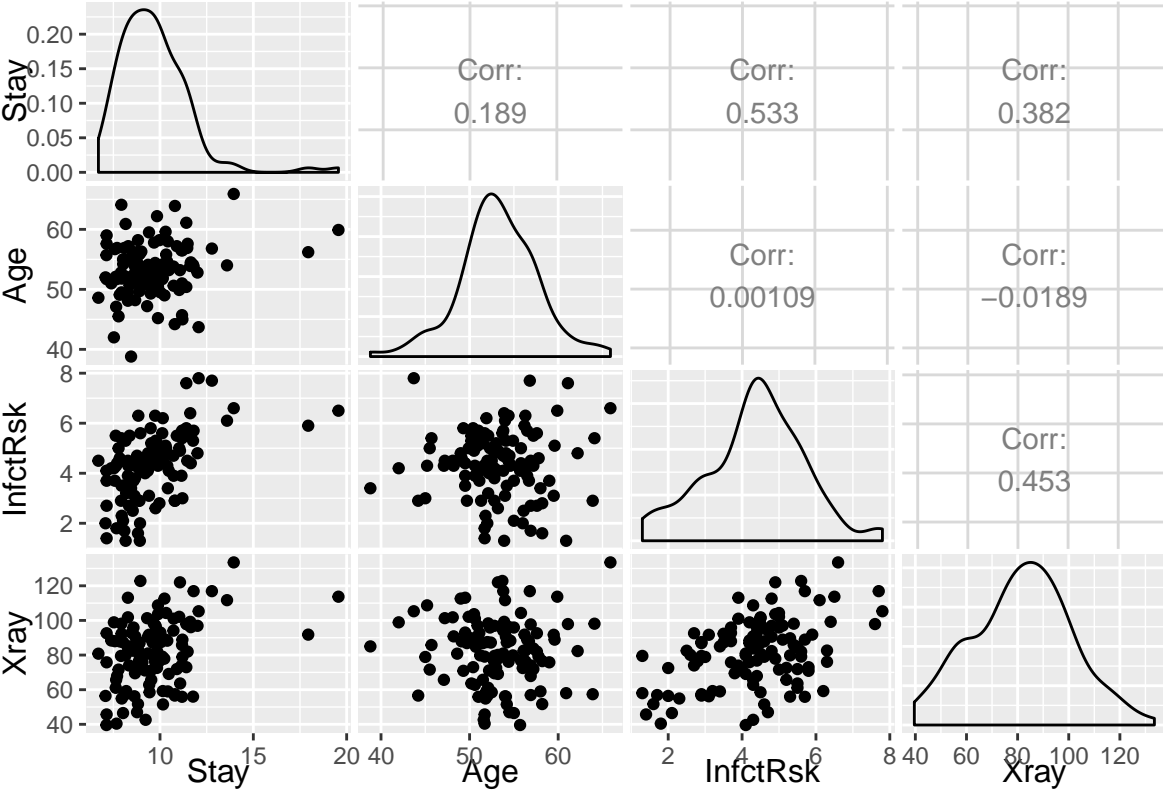 Stay
0.20
0.15
0.10
0.05
0.00
Corr:
0.189
Corr:
0.533
Corr:
0.382
Age
60
50
40
Corr:
0.00109
Corr:
−0.0189
InfctRsk
8
6
4
2
Corr:
0.453
Xray
120
100
80
60
40
10 15 20 40 50 60 2 4 6 8 40 60 80 100 120
Stay Age InfctRsk Xray